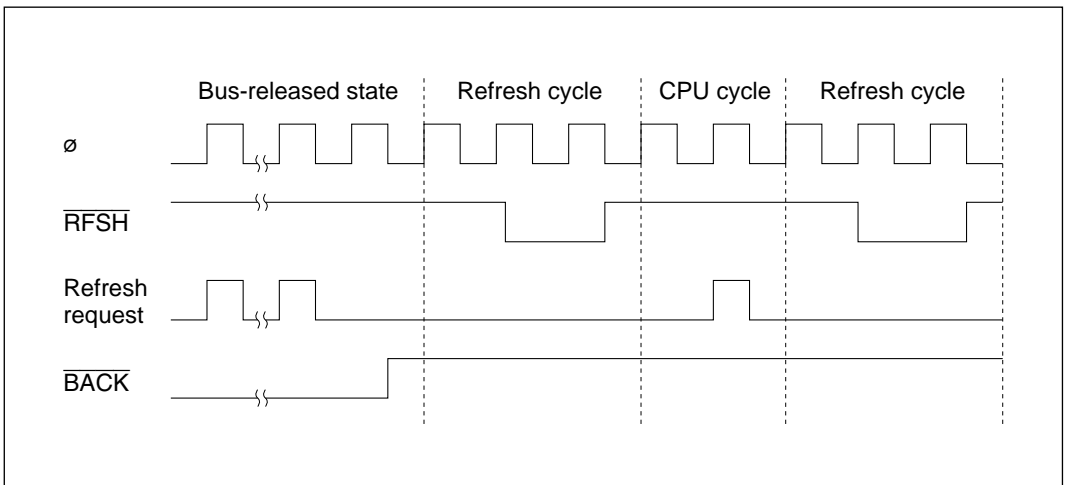 Bus-released state Refresh cycle CPU cycle Refresh cycle
ø
RFSH
Refresh
request
BACK